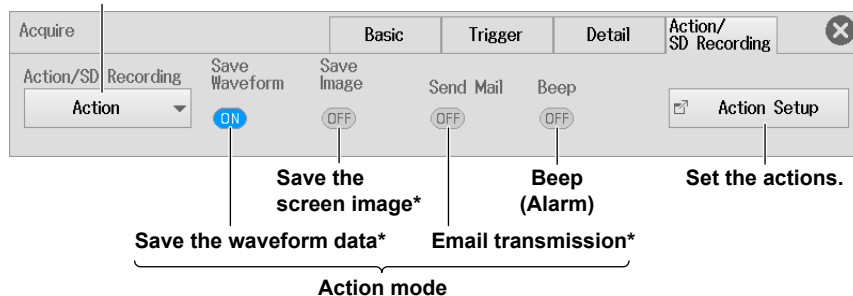 Acquire
Basic
Trigger
Detail
Action/
SD Recording
Action/SD Recording
Action
Save
Waveform
ON
Save
Image
OFF
Send Mail
OFF
Beep
OFF
Action Setup
Save the
screen image*
Beep
(Alarm)
Set the actions.
Save the waveform data*
Email transmission*
Action mode